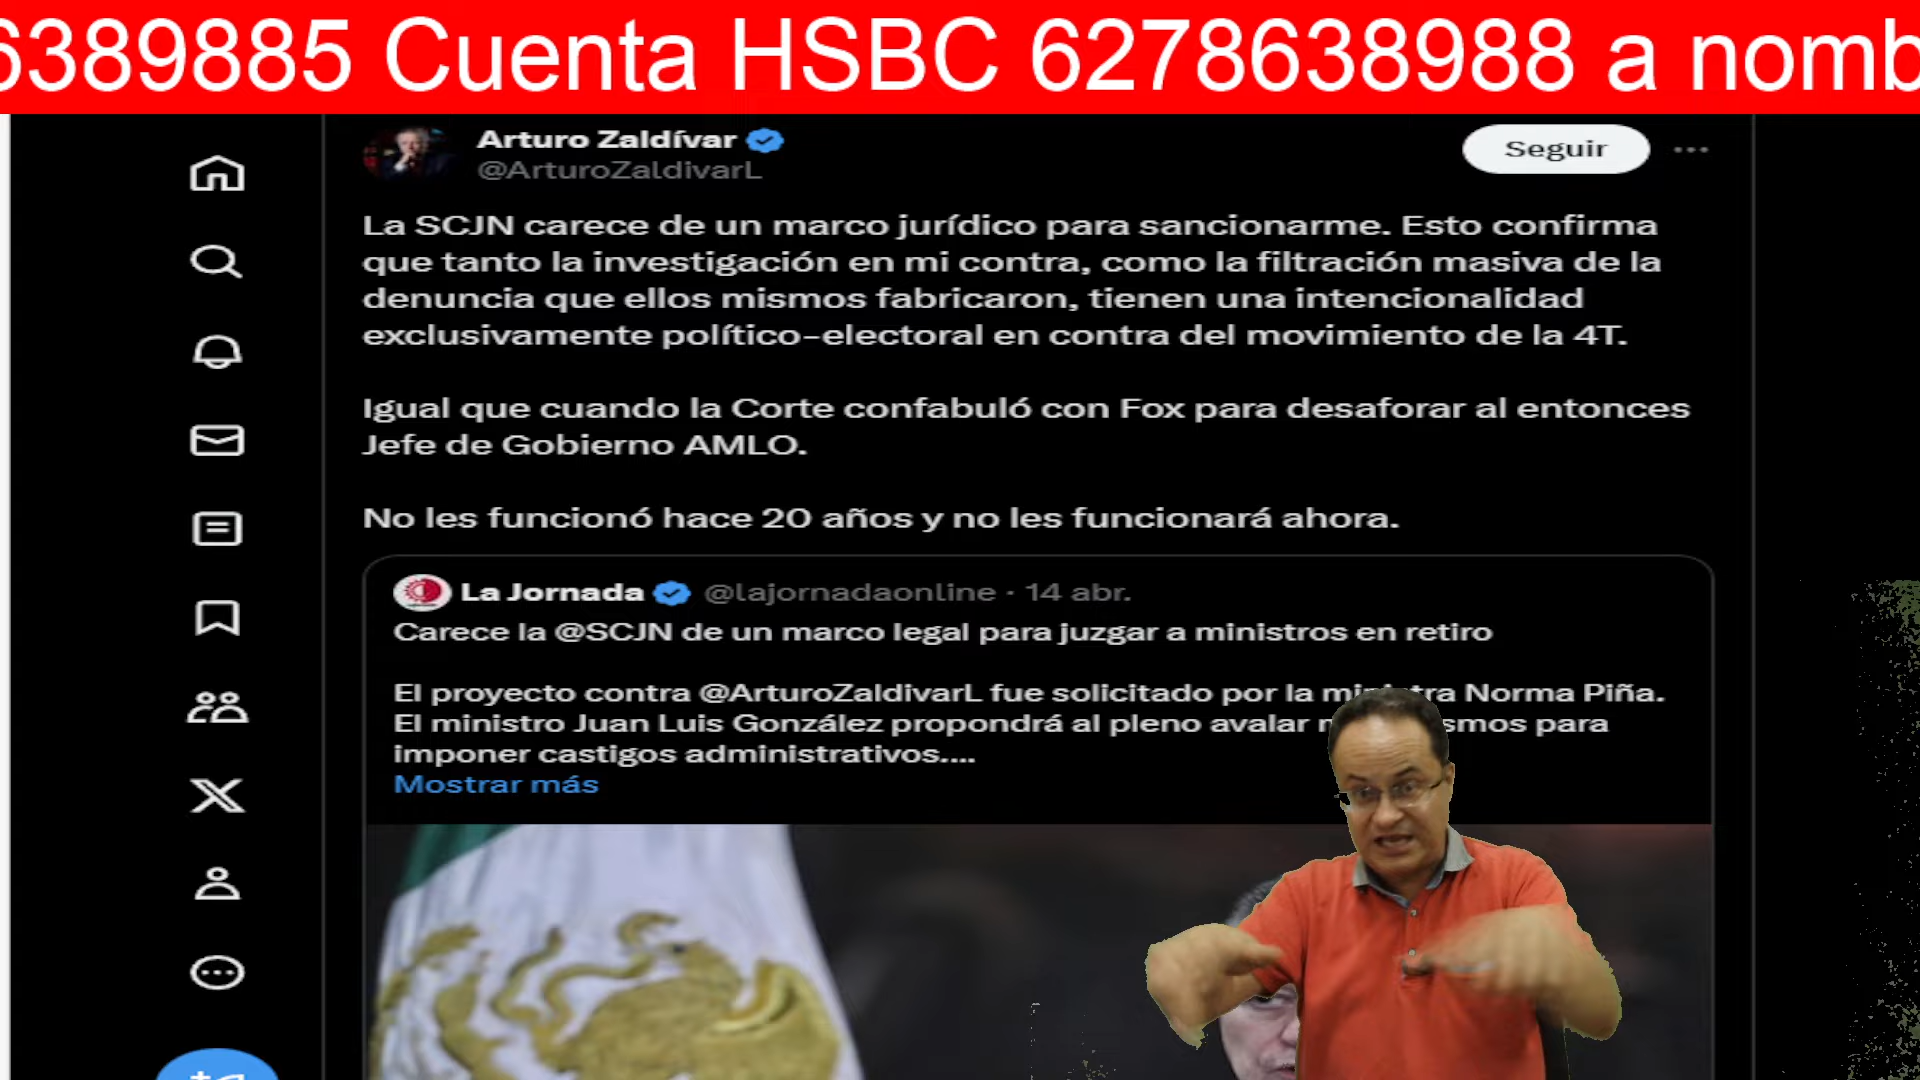 6389885 Cuenta HSBC 6278638988 a nomb
Arturo Zaldívar
@ArturoZaldivarL
Seguir
La SCJN carece de un marco jurídico para sancionarme. Esto confirma
que tanto la investigación en mi contra, como la filtración masiva de la
denuncia que ellos mismos fabricaron, tienen una intencionalidad
exclusivamente político-electoral en contra del movimiento de la 4T.
Igual que cuando la Corte confabuló con Fox para desaforar al entonces
Jefe de Gobierno AMLO.
No les funcionó hace 20 años y no les funcionará ahora.
La Jornada @lajornadaonline · 14 abr.
Carece la @SCJN de un marco legal para juzgar a ministros en retiro
El proyecto contra @ArturoZaldivarL fue solicitado por la ministra Norma Piña.
El ministro Juan Luis González propondrá al pleno avalar para
imponer castigos administrativos....
Mostrar más